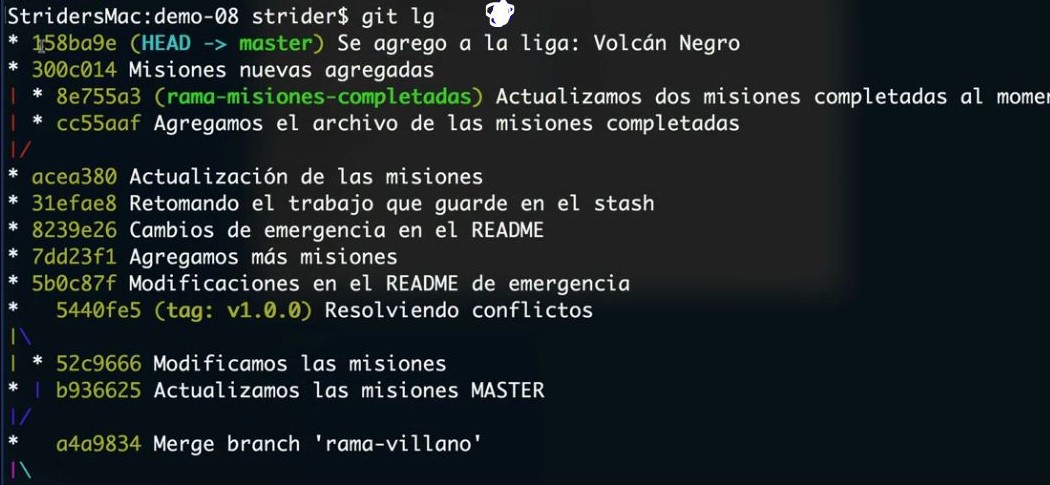 StridersMac:demo-08 strider$ git lg
* 158ba9e (HEAD -> master) Se agrego a la liga: Volcán Negro
* 300c014 Misiones nuevas agregadas
| * 8e755a3 (rama-misiones-completadas) Actualizamos dos misiones completadas al momen
| * cc55aaf Agregamos el archivo de las misiones completadas
|/
* acea380 Actualización de las misiones
* 31efae8 Retomando el trabajo que guarde en el stash
* 8239e26 Cambios de emergencia en el README
* 7dd23f1 Agregamos más misiones
* 5b0c87f Modificaciones en el README de emergencia
*   5440fe5 (tag: v1.0.0) Resolviendo conflictos
|\
| * 52c9666 Modificamos las misiones
* | b936625 Actualizamos las misiones MASTER
|/
*   a4a9834 Merge branch 'rama-villano'
|\